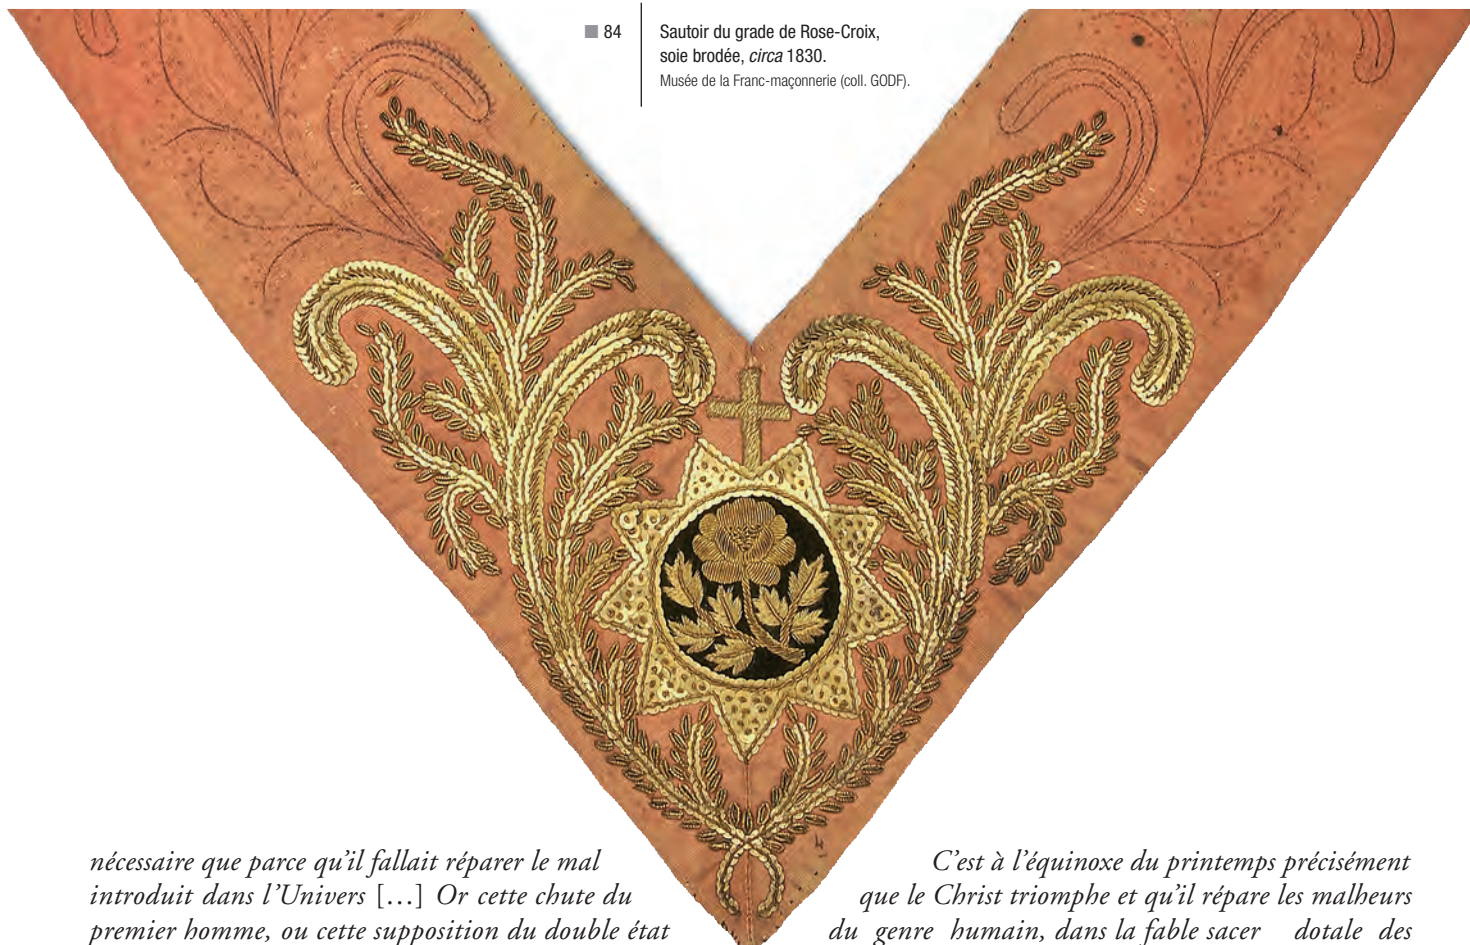 ■ 84
Sautoir du grade de Rose-Croix,
soie brodée, circa 1830.
Musée de la Franc-maçonnerie (coll. GODF).
nécessaire que parce qu'il fallait réparer le mal
introduit dans l'Univers […] Or cette chute du
premier homme, ou cette supposition du double état
C'est à l'équinoxe du printemps précisément
que le Christ triomphe et qu'il répare les malheurs
du genre humain, dans la fable sacer dotale des